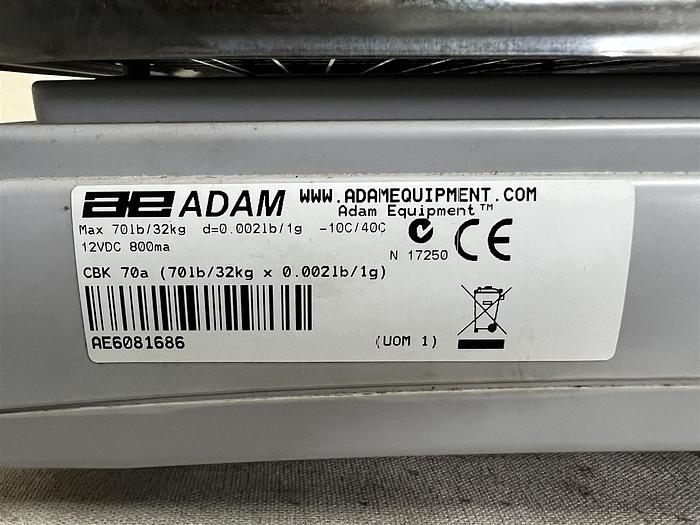 ae ADAM WWW.ADAMEQUIPMENT.COM
Adam Equipment™
Max 70lb/32kg d=0.002lb/1g -10C/40C
12VDC 800ma
N 17250
CE
CBK 70a (70lb/32kg x 0.002lb/1g)
AE6081686
(UOM 1)